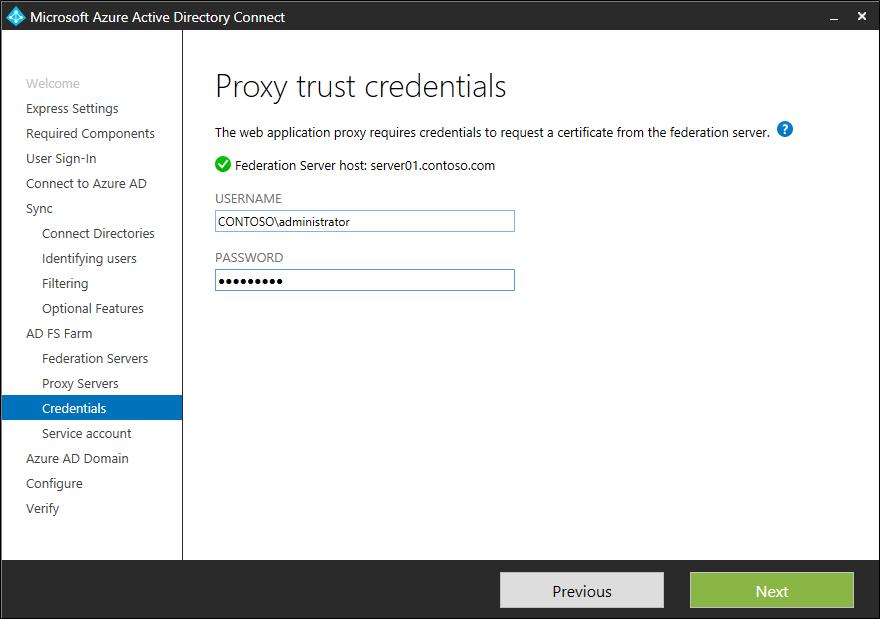 Microsoft Azure Active Directory Connect
Welcome
Express Settings
Required Components
User Sign-In
Connect to Azure AD
Sync
Connect Directories
Identifying users
Filtering
Optional Features
AD FS Farm
Federation Servers
Proxy Servers
Credentials
Service account
Azure AD Domain
Configure
Verify
Proxy trust credentials
The web application proxy requires credentials to request a certificate from the federation server. ?
Federation Server host: server01.contoso.com
USERNAME
CONTOSO\administrator
PASSWORD
●●●●●●●●●
Previous
Next